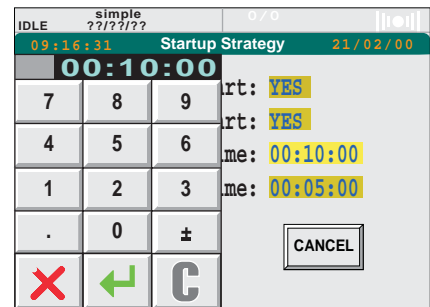 simple
IDLE ??/??/?? 0/0
09:16:31 Startup Strategy 21/02/00
00:10:00
7 8 9 rt: YES
4 5 6 rt: YES
me: 00:10:00
1 2 3 me: 00:05:00
. 0 ±
CANCEL
C